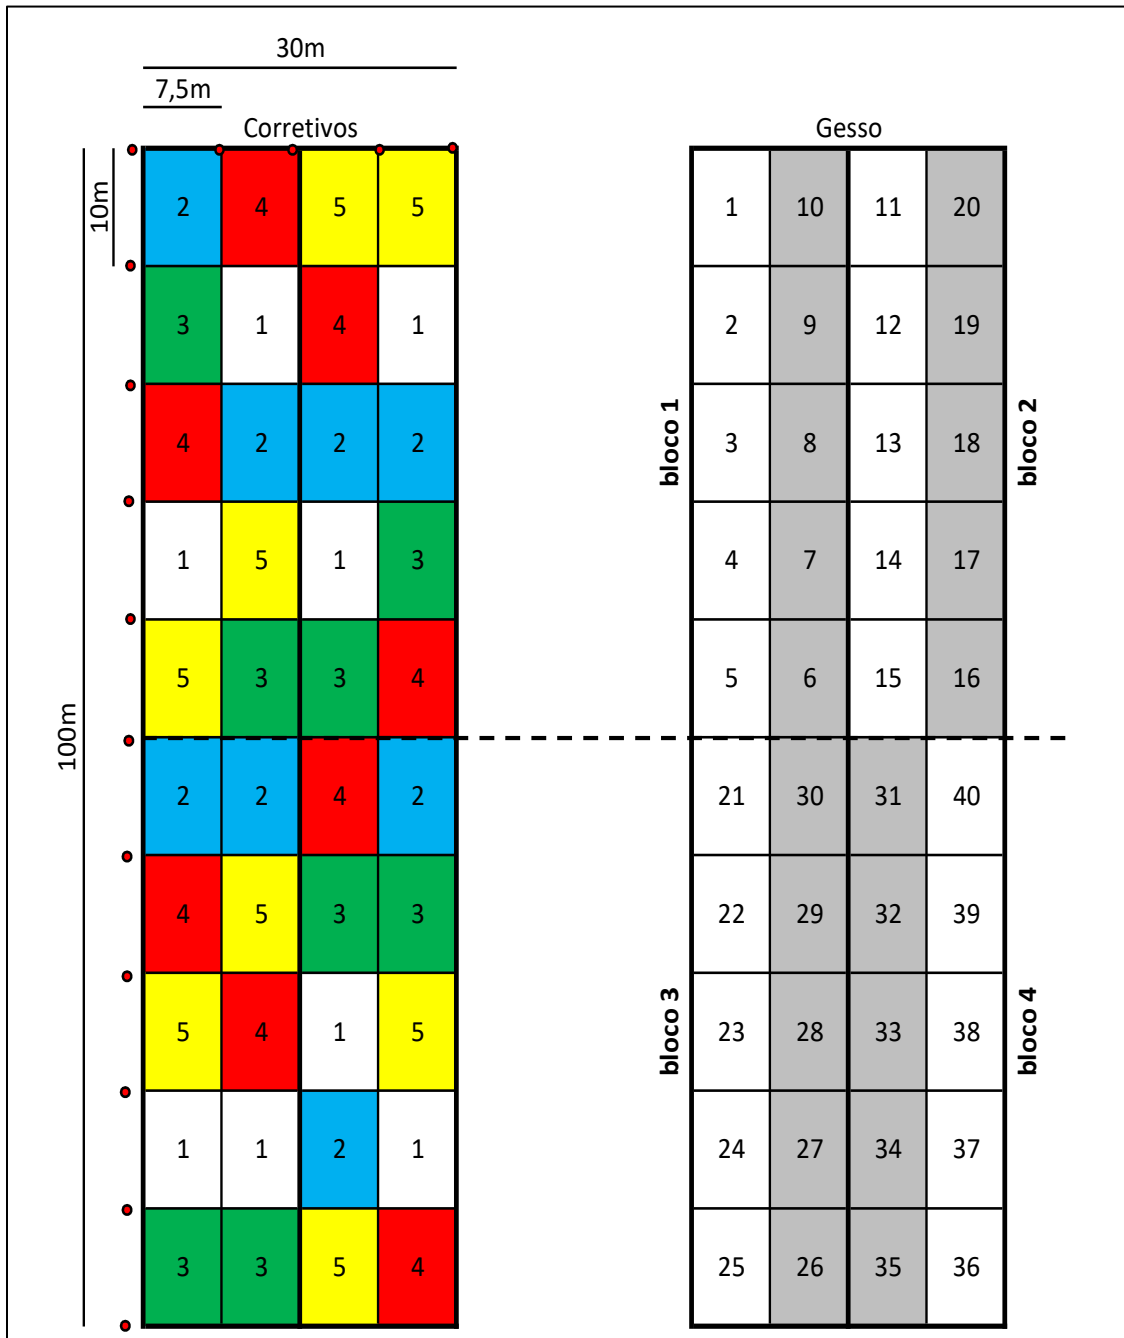 30m
7,5m
Corretivos Gesso
10m
2 4 5 5 1 10 11 20
3 1 4 1 2 9 12 19
4 2 2 2 3 8 13 18
bloco 1
bloco 2
1 5 1 3 4 7 14 17
5 3 3 4 5 6 15 16
100m
2 2 4 2 21 30 31 40
4 5 3 3 22 29 32 39
5 4 1 5 23 28 33 38
bloco 3
bloco 4
1 1 2 1 24 27 34 37
3 3 5 4 25 26 35 36